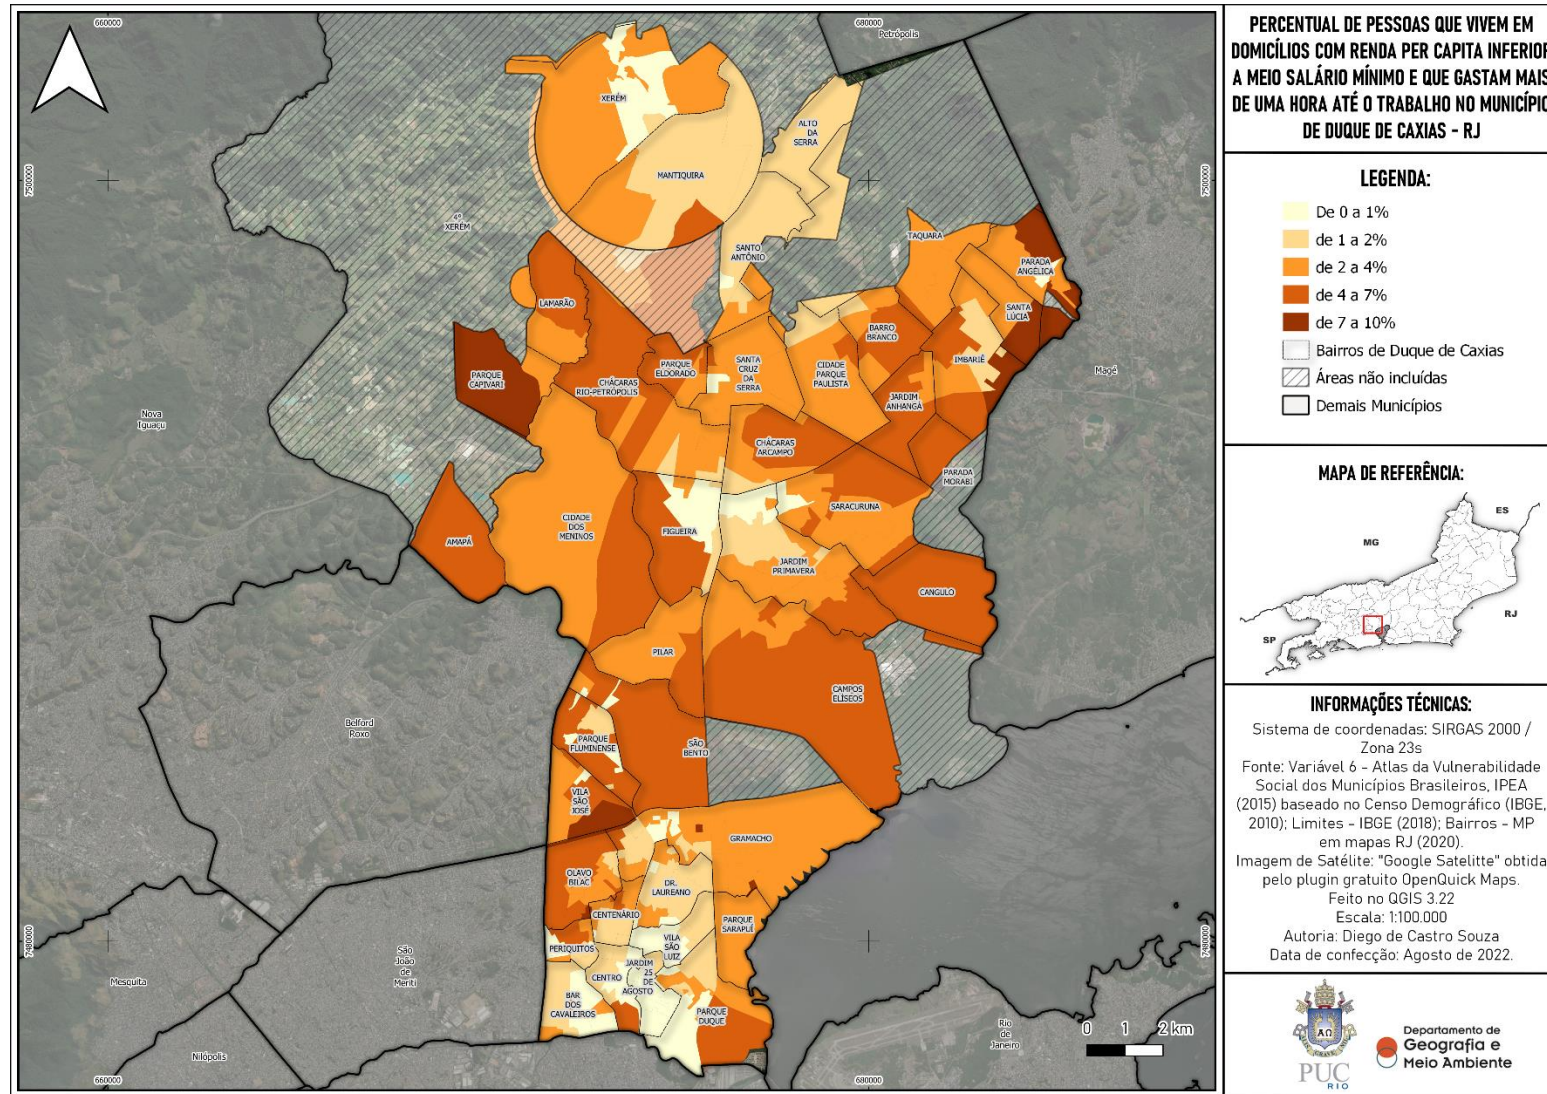 PERCENTUAL DE PESSOAS QUE VIVEM EM
DOMICÍLIOS COM RENDA PER CAPITA INFERIOR
A MEIO SALÁRIO MÍNIMO E QUE GASTAM MAIS
DE UMA HORA ATÉ O TRABALHO NO MUNICÍPIO
DE DUQUE DE CAXIAS - RJ
LEGENDA:
De 0 a 1%
de 1 a 2%
de 2 a 4%
de 4 a 7%
de 7 a 10%
Bairros de Duque de Caxias
Áreas não incluídas
Demais Municípios
MAPA DE REFERÊNCIA:
ES
MG
RJ
SP
INFORMAÇÕES TÉCNICAS:
Sistema de coordenadas: SIRGAS 2000 /
Zona 23s
Fonte: Variável 6 - Atlas da Vulnerabilidade
Social dos Municípios Brasileiros, IPEA
(2015) baseado no Censo Demográfico (IBGE,
2010); Limites - IBGE (2018); Bairros - MP
em mapas RJ (2020).
Imagem de Satélite: "Google Satelitte" obtida
pelo plugin gratuito OpenQuick Maps.
Feito no QGIS 3.22
Escala: 1:100.000
Autoria: Diego de Castro Souza
Data de confecção: Agosto de 2022.
PUC
RIO
Departamento de
Geografia e
Meio Ambiente
660000
680000
7500000
7500000
7480000
7480000
660000
680000
Petrópolis
XERÉM
ALTO
DA
SERRA
MANTIQUIRA
4º
XERÉM
SANTO
ANTÔNIO
TAQUARA
PARADA
ANGÉLICA
LAMARÃO
SANTA
LÚCIA
BARRO
BRANCO
IMBARIÊ
PARQUE
CAPIVARI
CHÁCARAS
RIO-PETRÓPOLIS
PARQUE
ELDORADO
SANTA
CRUZ
DA
SERRA
CIDADE
PARQUE
PAULISTA
JARDIM
ANHANGÁ
Magé
Nova
Iguaçu
CHÁCARAS
ARCAMPO
PARADA
MORABI
AMAPÁ
CIDADE
DOS
MENINOS
FIGUEIRA
SARACURUNA
JARDIM
PRIMAVERA
CANGULO
PILAR
CAMPOS
ELÍSEOS
Belford
Roxo
PARQUE
FLUMINENSE
SÃO
BENTO
VILA
SÃO
JOSÉ
GRAMACHO
OLAVO
BILAC
DR.
LAUREANO
CENTENÁRIO
PARQUE
SARAPUÍ
PERIQUITOS
VILA
SÃO
LUIZ
CENTRO
JARDIM
25
DE
AGOSTO
BAR
DOS
CAVALEIROS
PARQUE
DUQUE
São
João
de
Meriti
Mesquita
Nilópolis
Rio
de
Janeiro
0 1 2 km